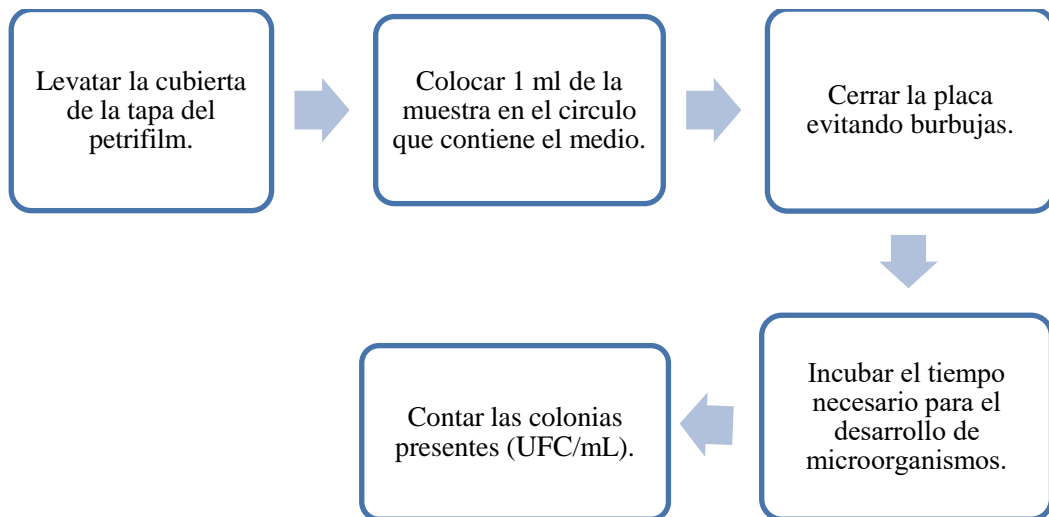 Levatar la cubierta
de la tapa del
petrifilm.
Colocar 1 ml de la
muestra en el circulo
que contiene el medio.
Cerrar la placa
evitando burbujas.
Incubar el tiempo
necesario para el
desarrollo de
microorganismos.
Contar las colonias
presentes (UFC/mL).